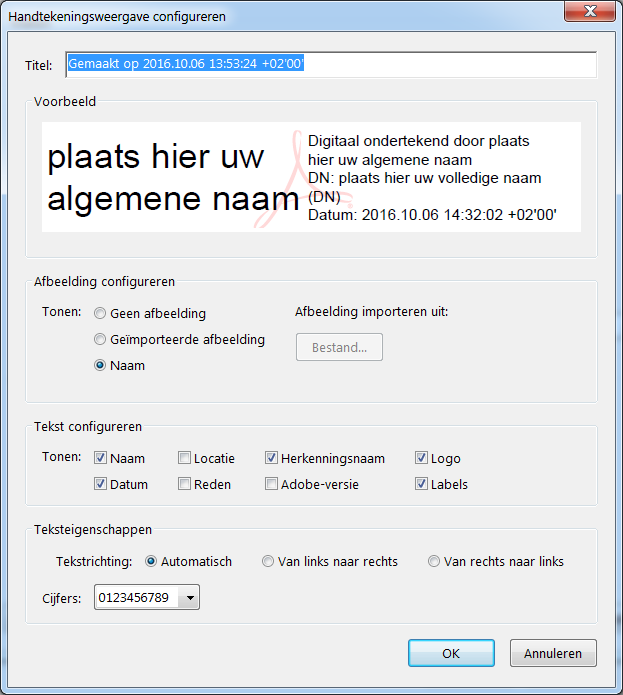 Handtekeningsweergave configureren
Titel: Gemaakt op 2016.10.06 13:53:24 +02'00'
Voorbeeld
plaats hier uw
algemene naam
Digitaal ondertekend door plaats
hier uw algemene naam
DN: plaats hier uw volledige naam
(DN)
Datum: 2016.10.06 14:32:02 +02'00'
Afbeelding configureren
Tonen: Geen afbeelding
Geïmporteerde afbeelding
Naam
Afbeelding importeren uit:
Bestand...
Tekst configureren
Tonen: Naam Locatie Herkenningsnaam Logo
Datum Reden Adobe-versie Labels
Teksteigenschappen
Tekstrichting: Automatisch Van links naar rechts Van rechts naar links
Cijfers: 0123456789
OK Annuleren